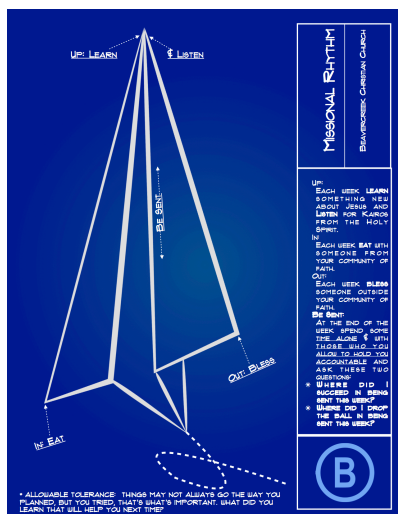 Up: Learn
& Listen
Be Sent
Out: Bless
In: Eat
Missional Rhythm
Beavercreek Christian Church
Up:
Each week learn
something new
about Jesus and
Listen for Kairos
from the Holy
Spirit.
In:
Each week eat with
someone from
your community of
faith.
Out:
Each week bless
someone outside
your community of
faith.
Be Sent:
At the end of the
week spend some
time alone & with
those who you
allow to hold you
accountable and
ask these two
questions:
* Where did I
succeed in being
sent this week?
* Where did I drop
the ball in being
sent this week?
B
* Allowable tolerance: Things may not always go the way you
planned, but you tried, that's what's important. What did you
learn that will help you next time?